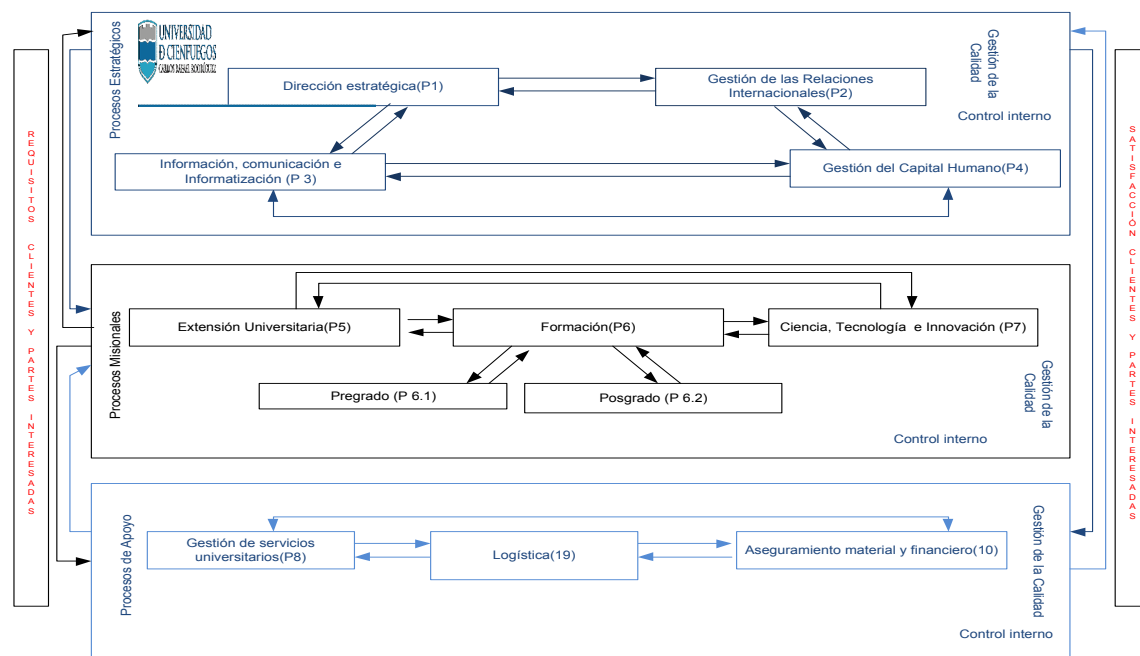 REQUISITOS CLIENTES Y PARTES INTERESADAS
Procesos Estratégicos
UNIVERSIDAD
D CIENFUEGOS
CARLOS RAFAEL RODRÍGUEZ
Dirección estratégica(P1)
Gestión de las Relaciones
Internacionales(P2)
Gestión de la
Calidad
Control interno
Información, comunicación e
Informatización (P 3)
Gestión del Capital Humano(P4)
Procesos Misionales
Extensión Universitaria(P5)
Formación(P6)
Ciencia, Tecnología e Innovación (P7)
Pregrado (P 6.1)
Posgrado (P 6.2)
Gestión de la
Calidad
Control interno
Procesos de Apoyo
Gestión de servicios
universitarios(P8)
Logística(19)
Aseguramiento material y financiero(10)
Gestión de la Calidad
Control interno
SATISFACCIÓN CLIENTES Y PARTES INTERESADAS